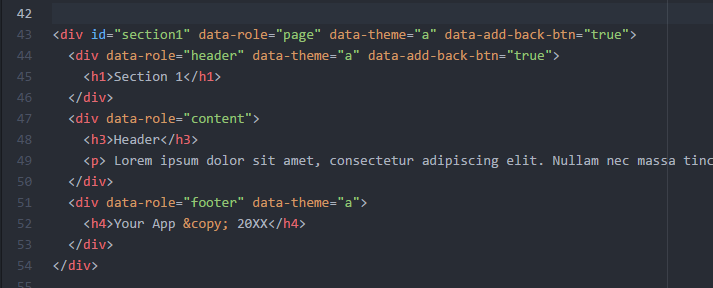 42
43 <div id="section1" data-role="page" data-theme="a" data-add-back-btn="true">
44 <div data-role="header" data-theme="a" data-add-back-btn="true">
45 <h1>Section 1</h1>
46 </div>
47 <div data-role="content">
48 <h3>Header</h3>
49 <p> Lorem ipsum dolor sit amet, consectetur adipiscing elit. Nullam nec massa tinc
50 </div>
51 <div data-role="footer" data-theme="a">
52 <h4>Your App &copy; 20XX</h4>
53 </div>
54 </div>
55